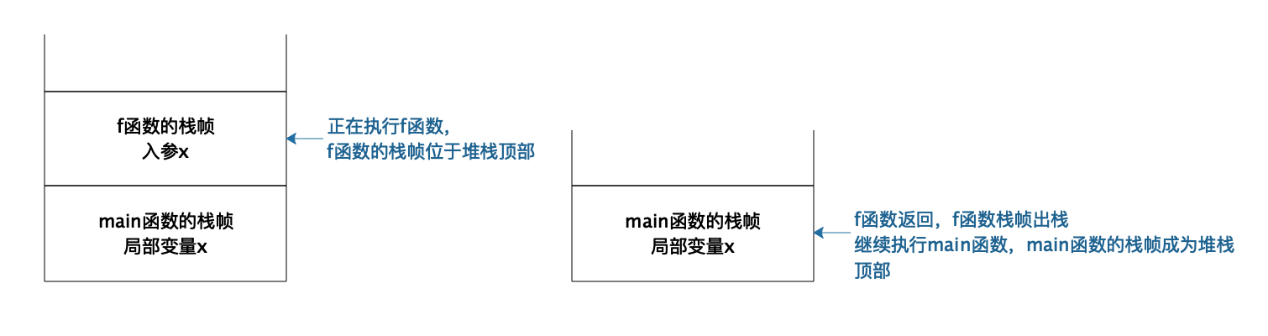 f函数的栈帧
入参x
正在执行f函数，
f函数的栈帧位于堆栈顶部
main函数的栈帧
局部变量x
main函数的栈帧
局部变量x
f函数返回，f函数栈帧出栈
继续执行main函数，main函数的栈帧成为堆栈
顶部